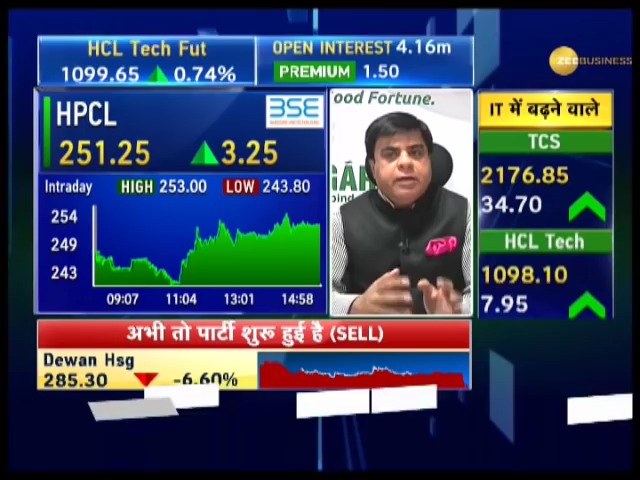 HCL Tech Fut
1099.65 0.74%
OPEN INTEREST 4.16m
PREMIUM 1.50
ZEEBUSINESS
HPCL
BSE
251.25 3.25
Intraday HIGH 253.00 LOW 243.80
254
249
243
09:07 11:04 13:01 14:58
ood Fortune.
GÁR
IT में बढ़ने वाले
TCS
2176.85
34.70
HCL Tech
1098.10
7.95
अभी तो पार्टी शुरू हुई है (SELL)
Dewan Hsg
285.30 -6.60%